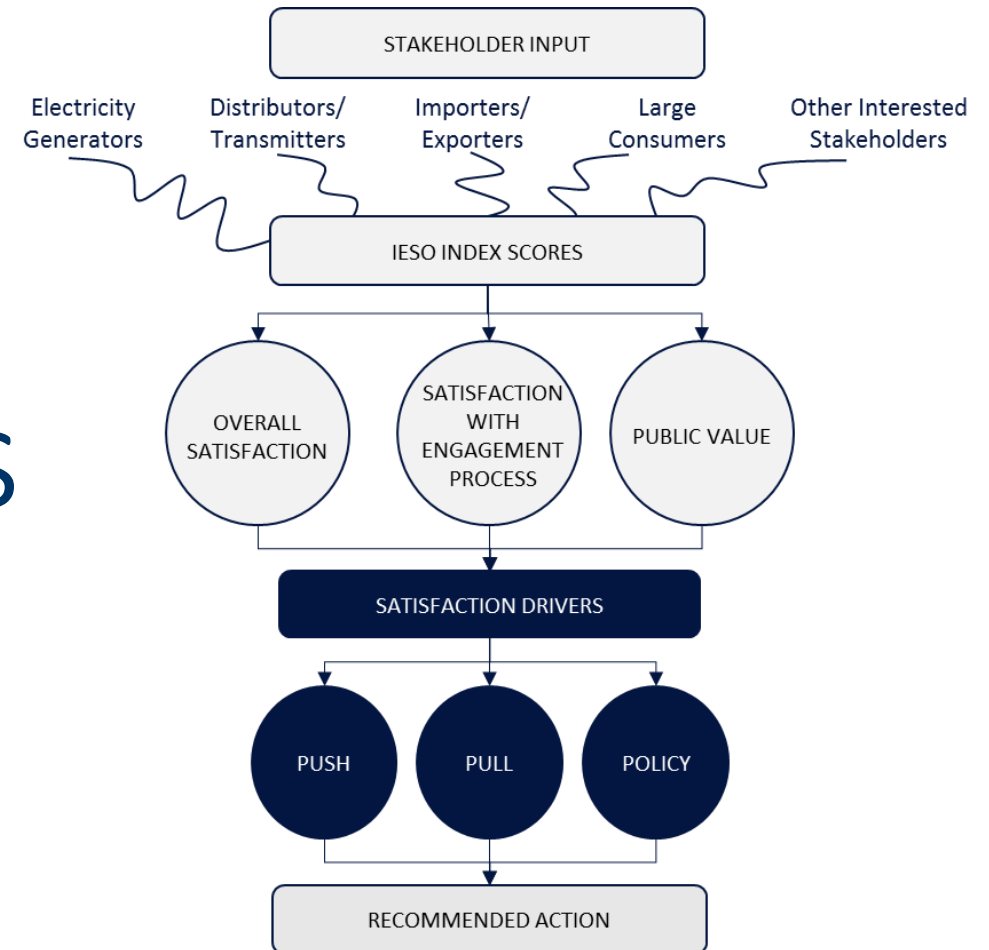 STAKEHOLDER INPUT
Electricity
Generators
Distributors/
Transmitters
Importers/
Exporters
Large
Consumers
Other Interested
Stakeholders
IESO INDEX SCORES
OVERALL
SATISFACTION
SATISFACTION
WITH
ENGAGEMENT
PROCESS
PUBLIC VALUE
s
SATISFACTION DRIVERS
PUSH
PULL
POLICY
RECOMMENDED ACTION